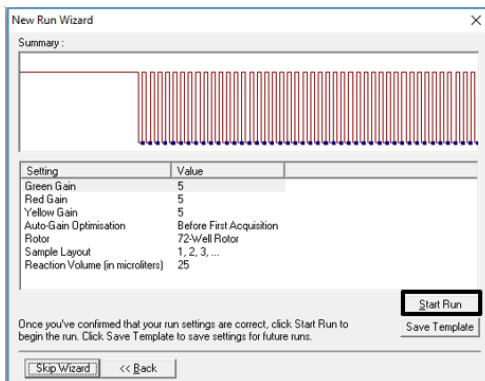 New Run Wizard
Summary :
Setting Value
Green Gain 5
Red Gain 5
Yellow Gain 5
Auto-Gain Optimisation Before First Acquisition
Rotor 72-Well Rotor
Sample Layout 1, 2, 3, ...
Reaction Volume (in microliters) 25
Start Run
Once you've confirmed that your run settings are correct, click Start Run to
begin the run. Click Save Template to save settings for future runs.
Save Template
Skip Wizard << Back